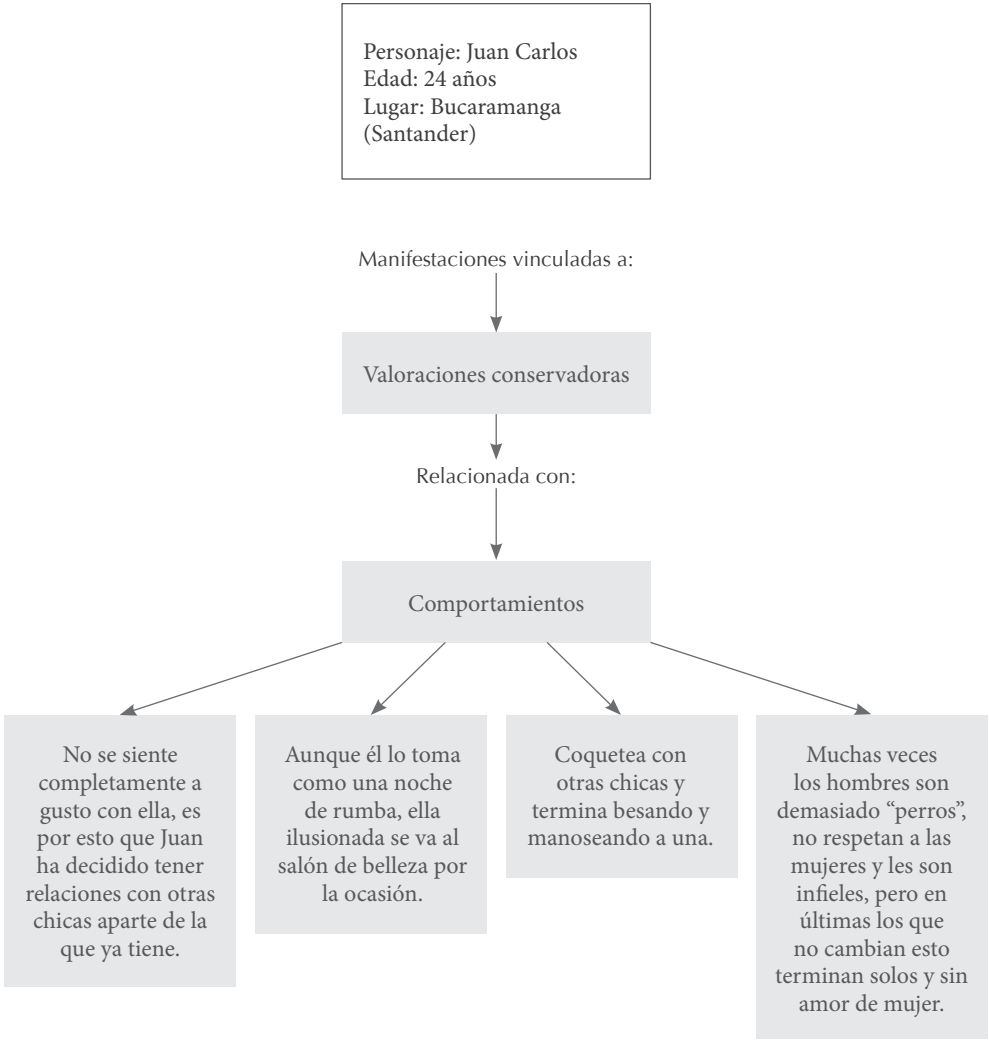 Personaje: Juan Carlos
Edad: 24 años
Lugar: Bucaramanga
(Santander)
Manifestaciones vinculadas a:
Valoraciones conservadoras
Relacionada con:
Comportamientos
No se siente
completamente a
gusto con ella, es
por esto que Juan
ha decidido tener
relaciones con otras
chicas aparte de la
que ya tiene.
Aunque él lo toma
como una noche
de rumba, ella
ilusionada se va al
salón de belleza por
la ocasión.
Coquetea con
otras chicas y
termina besando y
manoseando a una.
Muchas veces
los hombres son
demasiado “perros”,
no respetan a las
mujeres y les son
infieles, pero en
últimas los que
no cambian esto
terminan solos y sin
amor de mujer.